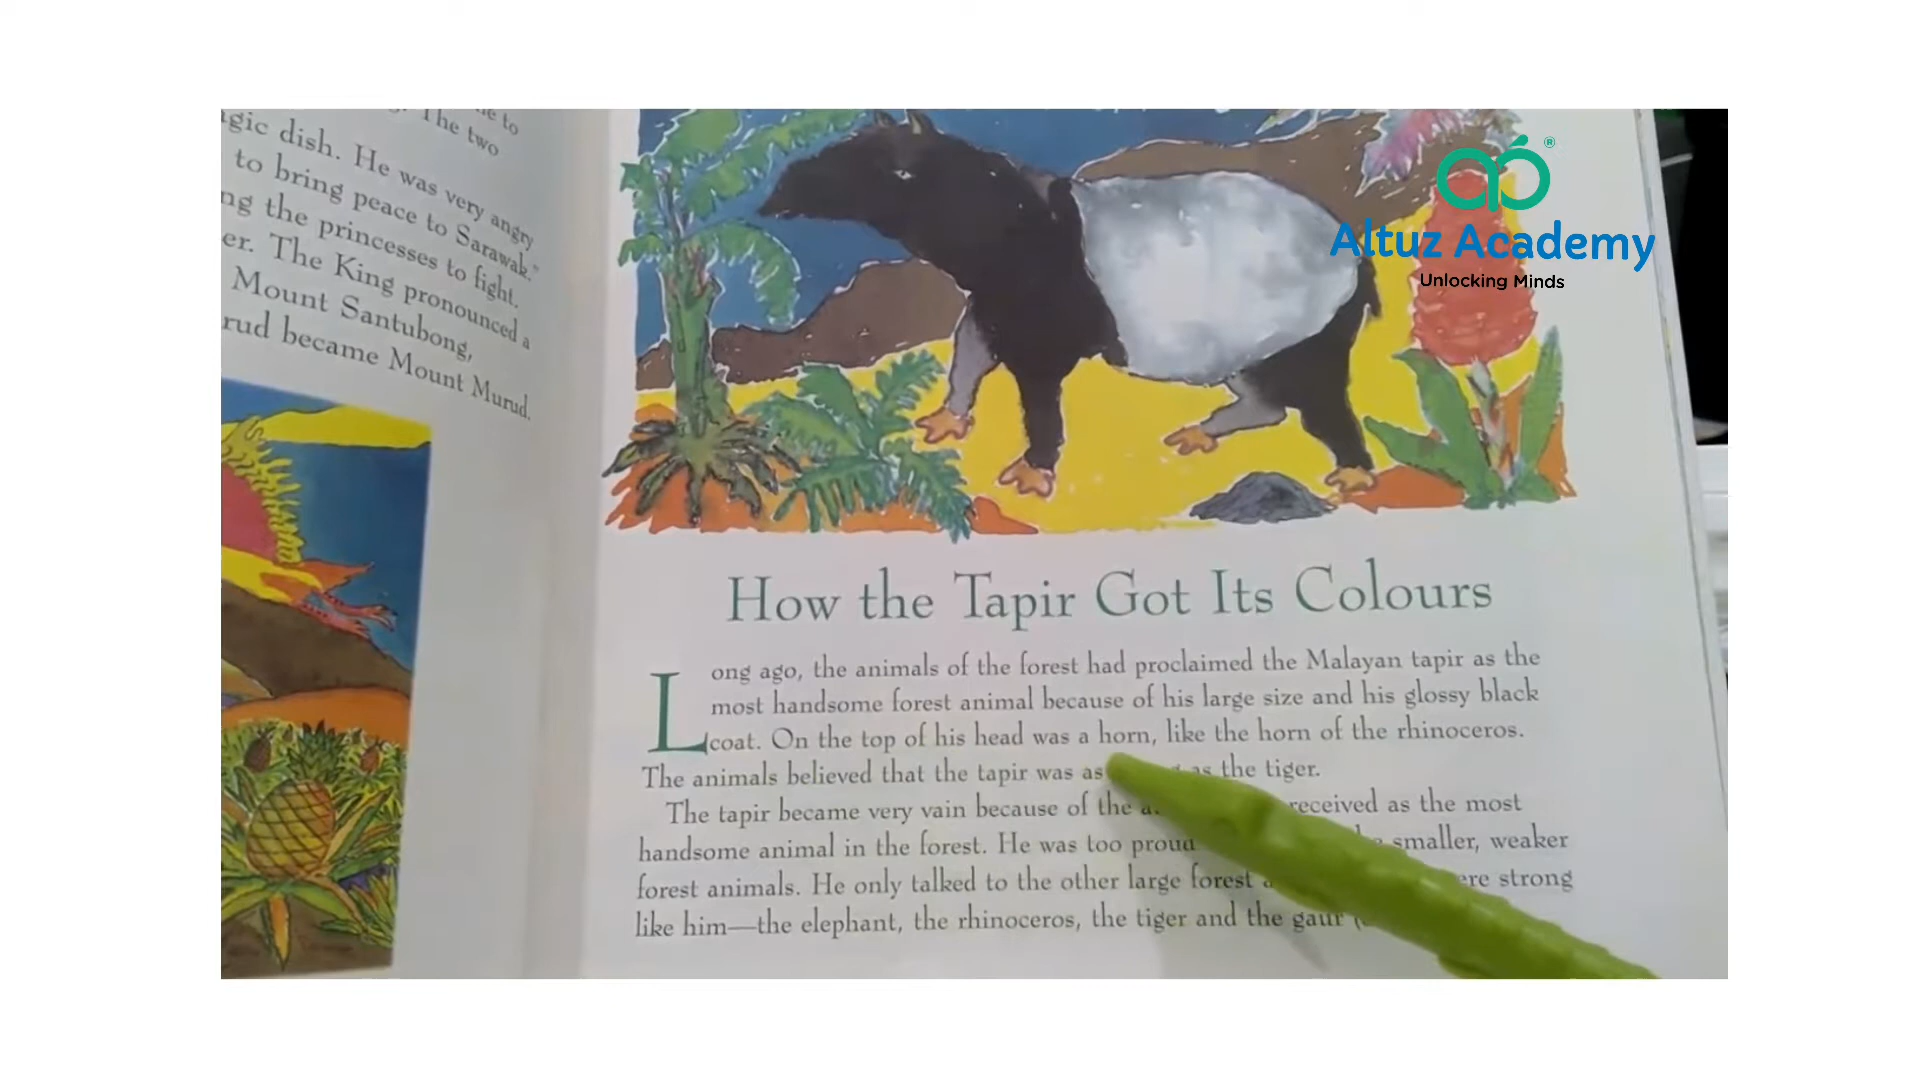 to
The two
dish. He was very angry
to bring peace to Sarawak."
the princesses to fight.
The King pronounced a
Mount Santubong,
became Mount Murud.
Altuz Academy
Unlocking Minds
How the Tapir Got Its Colours
Long ago, the animals of the forest had proclaimed the Malayan tapir as the
most handsome forest animal because of his large size and his glossy black
coat. On the top of his head was a horn, like the horn of the rhinoceros.
The animals believed that the tapir was as as the tiger.
The tapir became very vain because of the received as the most
handsome animal in the forest. He was too proud smaller, weaker
forest animals. He only talked to the other large forest strong
like him—the elephant, the rhinoceros, the tiger and the gaur